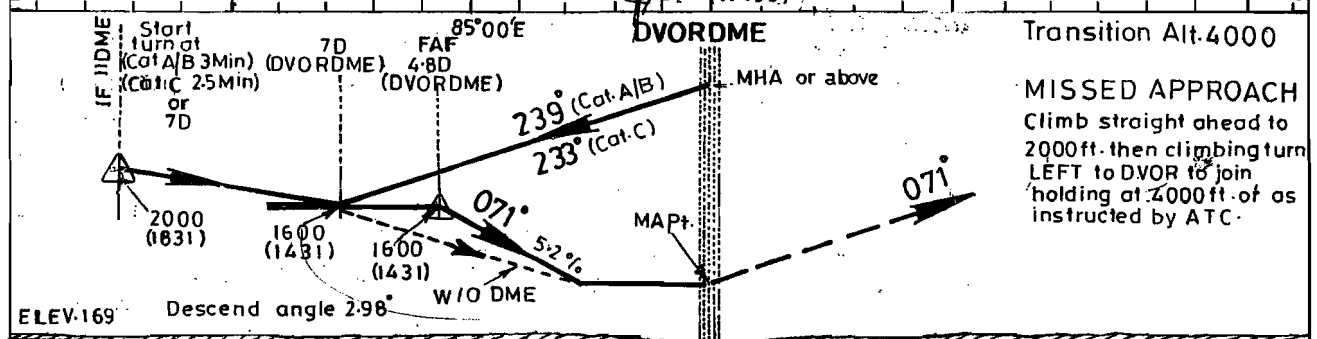 85°00'E
DVORDME
Transition Alt.4000
IF 11DME
Start
turn at
(Cat A/B 3Min)
(Cat C 2.5Min)
or
7D
7D
(DVORDME)
FAF
4.8D
(DVORDME)
MHA or above
239° (Cat.A/B)
233° (Cat.C)
MISSED APPROACH
Climb straight ahead to
2000ft. then climbing turn
LEFT to DVOR to join
holding at 4000ft. of as
instructed by ATC.
071°
2000
(1831)
1600
(1431)
1600
(1431)
071°
5.2%
MAPt.
W/O DME
ELEV.169
Descend angle 2.98°